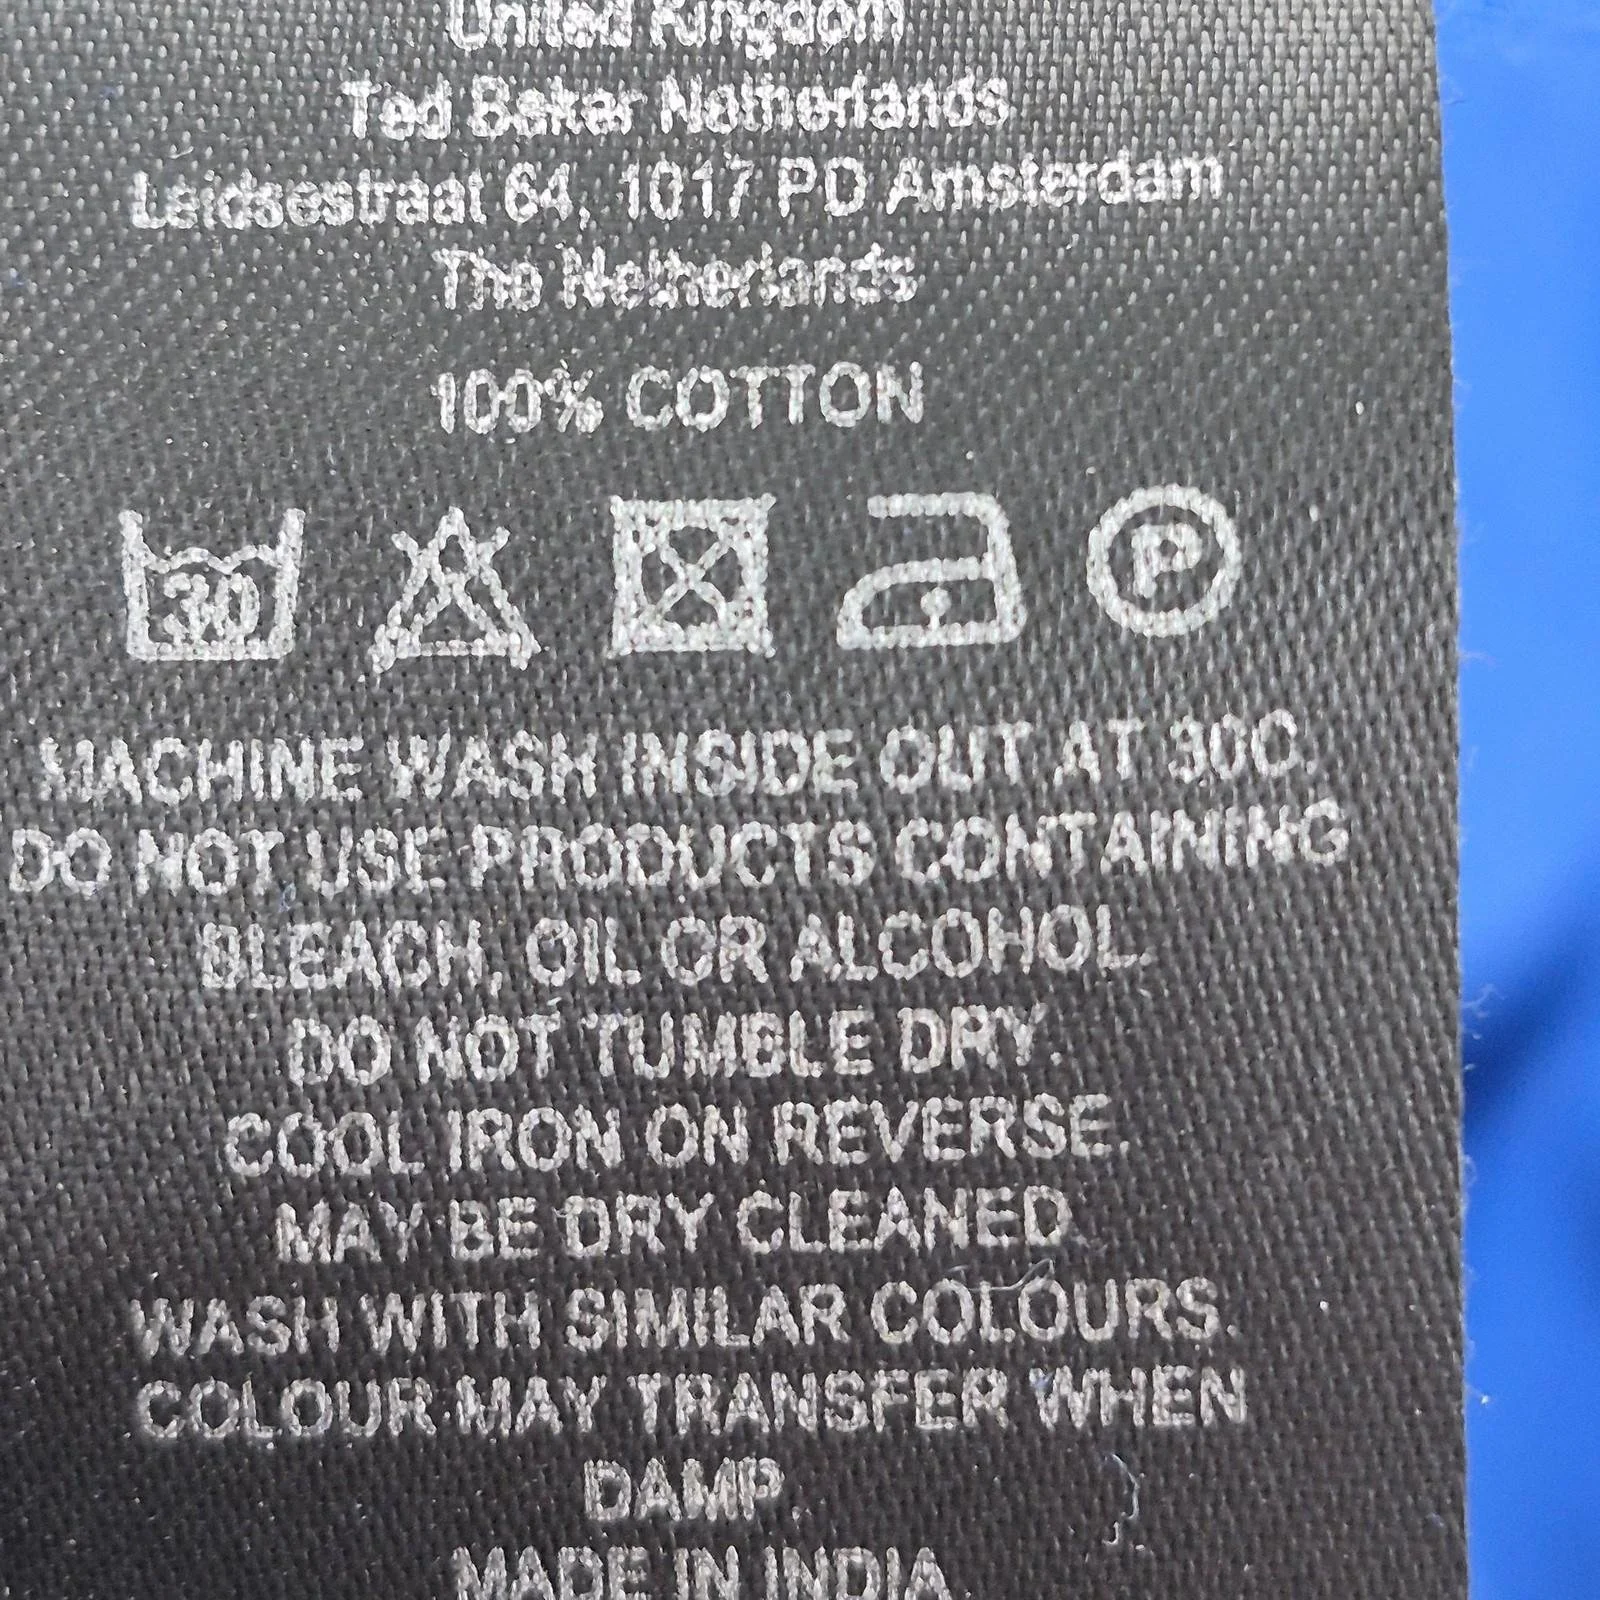 United Kingdom
Ted Baker Netherlands
Leidsestraat 64, 1017 PD Amsterdam
The Netherlands
100% COTTON
30 P
MACHINE WASH INSIDE OUT AT 30C.
DO NOT USE PRODUCTS CONTAINING
BLEACH, OIL OR ALCOHOL.
DO NOT TUMBLE DRY.
COOL IRON ON REVERSE.
MAY BE DRY CLEANED.
WASH WITH SIMILAR COLOURS.
COLOUR MAY TRANSFER WHEN
DAMP.
MADE IN INDIA